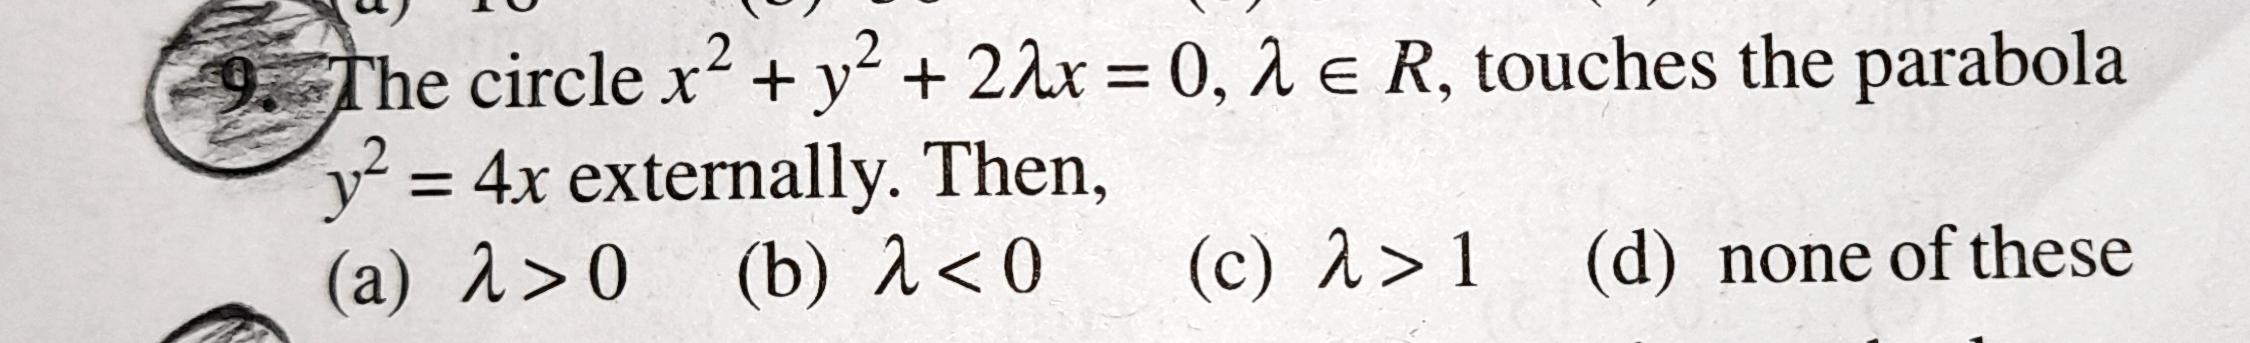 9. The circle x² + y² + 2λx = 0, λ ∈ R, touches the parabola
y² = 4x externally. Then,
(a) λ > 0 (b) λ < 0 (c) λ > 1 (d) none of these